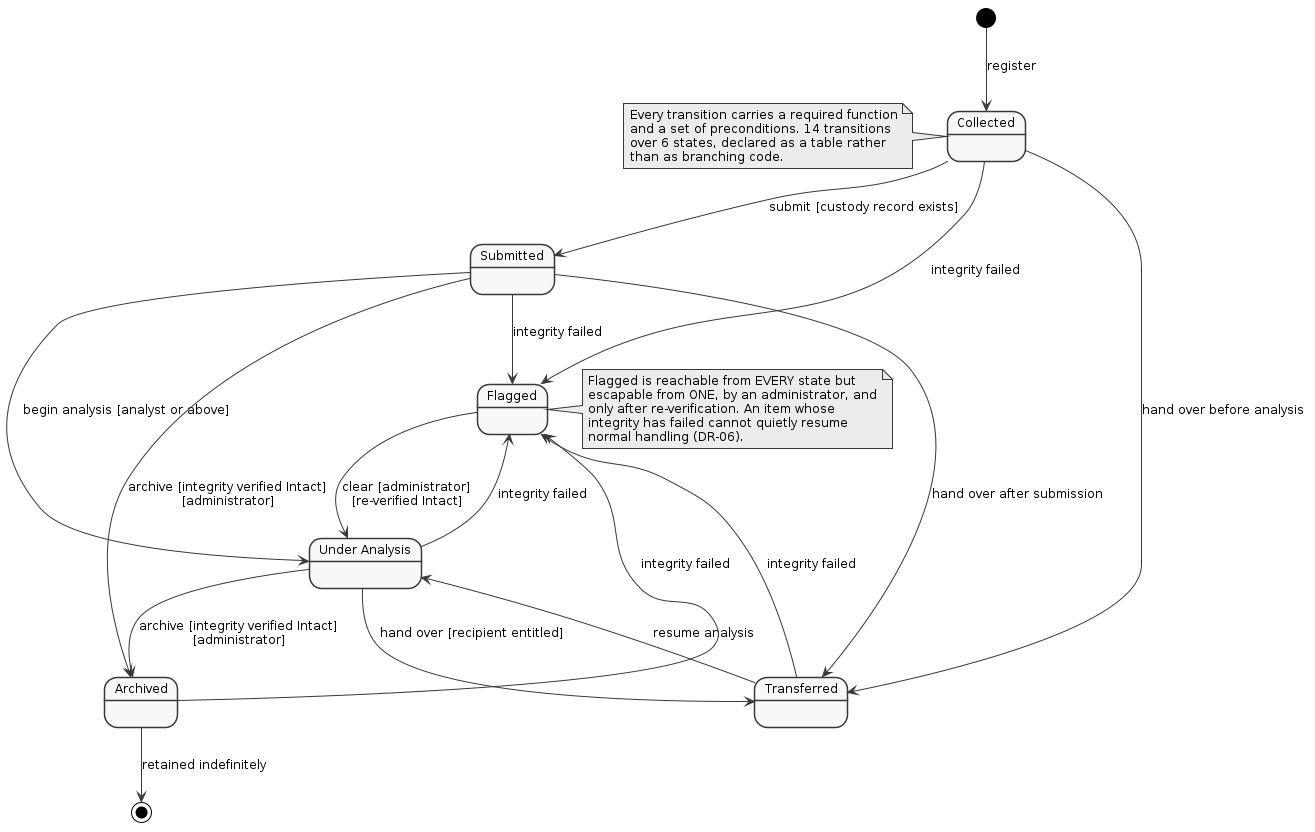 register
Every transition carries a required function
and a set of preconditions. 14 transitions
over 6 states, declared as a table rather
than as branching code.
Collected
submit [custody record exists]
Submitted
integrity failed
integrity failed
Flagged
Flagged is reachable from EVERY state but
escapable from ONE, by an administrator, and
only after re-verification. An item whose
integrity has failed cannot quietly resume
normal handling (DR-06).
begin analysis [analyst or above]
hand over before analysis
archive [integrity verified Intact]
[administrator]
clear [administrator]
[re-verified Intact]
integrity failed
hand over after submission
Under Analysis
integrity failed
integrity failed
archive [integrity verified Intact]
[administrator]
hand over [recipient entitled]
resume analysis
Archived
Transferred
retained indefinitely